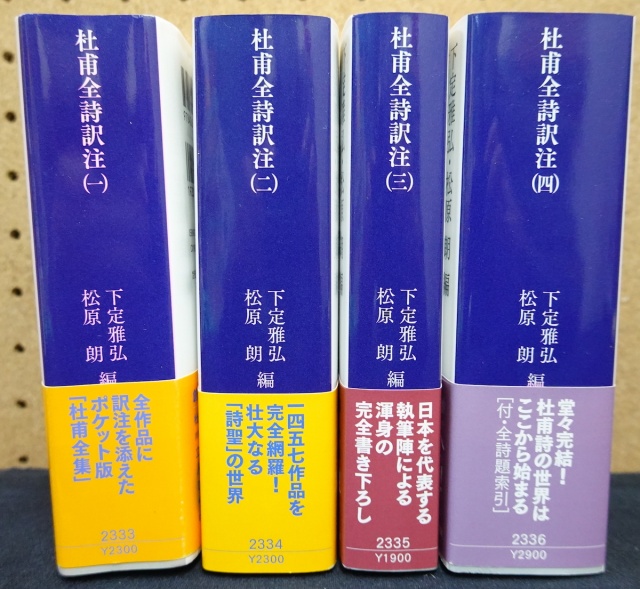 杜甫全詩訳注(一)
下定雅弘
松原 朗 編
全作品に
訳注を添えた
ポケット版
「杜甫全集」
2333
Y2300
杜甫全詩訳注(二)
下定雅弘
松原 朗 編
一四五七作品を
完全網羅!
壮大なる
「詩聖」の世界
2334
Y2300
杜甫全詩訳注(三)
下定雅弘
松原 朗 編
日本を代表する
執筆陣による
渾身の
完全書き下ろし
2335
Y1900
下定雅弘・松原 朗 編
杜甫全詩訳注(四)
下定雅弘
松原 朗 編
堂々完結!
杜甫詩の世界は
ここから始まる
[付・全詩題索引]
2336
Y2900